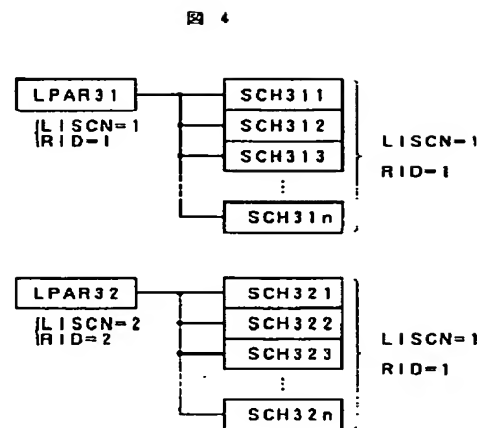 図 4
LPAR31
LISCN=1
RID=1
SCH311
SCH312
SCH313
⋮
SCH31n
LISCN=1
RID=1
LPAR32
LISCN=2
RID=2
SCH321
SCH322
SCH323
⋮
SCH32n
LISCN=1
RID=1